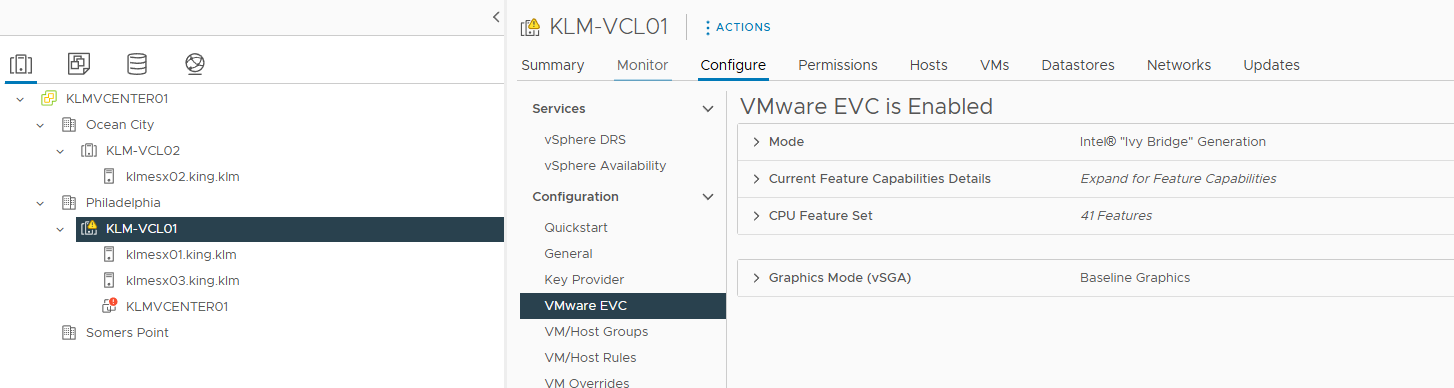 KLM-VCL01
ACTIONS
Summary Monitor Configure Permissions Hosts VMs Datastores Networks Updates
KLMVCENTER01
Ocean City
KLM-VCL02
klmesx02.king.klm
Philadelphia
KLM-VCL01
klmesx01.king.klm
klmesx03.king.klm
KLMVCENTER01
Somers Point
Services
vSphere DRS
vSphere Availability
Configuration
Quickstart
General
Key Provider
VMware EVC
VM/Host Groups
VM/Host Rules
VM Overrides
VMware EVC is Enabled
Mode Intel® "Ivy Bridge" Generation
Current Feature Capabilities Details Expand for Feature Capabilities
CPU Feature Set 41 Features
Graphics Mode (vSGA) Baseline Graphics